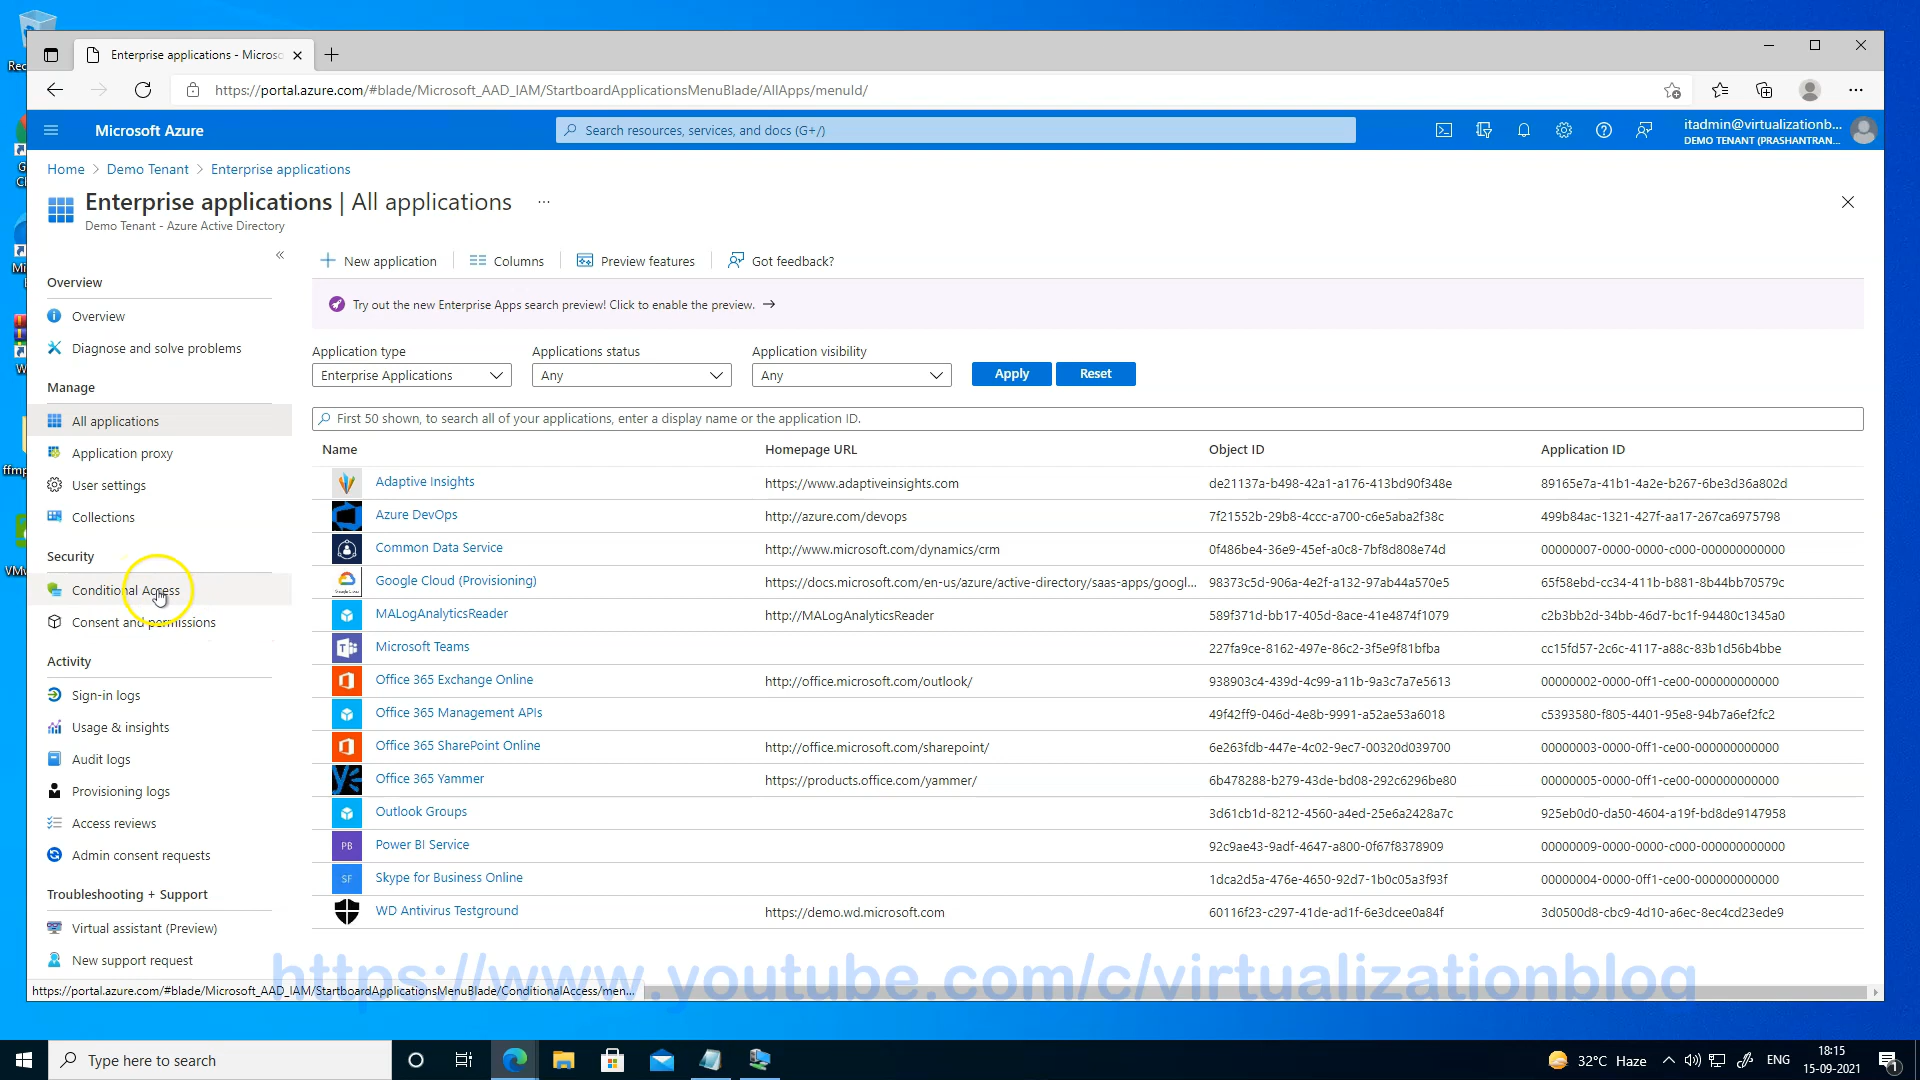 Enterprise applications - Microso
https://portal.azure.com/#blade/Microsoft_AAD_IAM/StartboardApplicationsMenuBlade/AllApps/menuId/
Microsoft Azure
Search resources, services, and docs (G+/)
itadmin@virtualizationb...
DEMO TENANT (PRASHANTRAN...
Home > Demo Tenant > Enterprise applications
Enterprise applications | All applications ...
Demo Tenant - Azure Active Directory
New application
Columns
Preview features
Got feedback?
Try out the new Enterprise Apps search preview! Click to enable the preview. →
Overview
Overview
Diagnose and solve problems
Manage
All applications
Application proxy
User settings
Collections
Security
Conditional Access
Consent and permissions
Activity
Sign-in logs
Usage & insights
Audit logs
Provisioning logs
Access reviews
Admin consent requests
Troubleshooting + Support
Virtual assistant (Preview)
New support request
Application type
Applications status
Application visibility
Enterprise Applications
Any
Any
Apply
Reset
First 50 shown, to search all of your applications, enter a display name or the application ID.
Name Homepage URL Object ID Application ID
Adaptive Insights https://www.adaptiveinsights.com de21137a-b498-42a1-a176-413bd90f348e 89165e7a-41b1-4a2e-b267-6be3d36a802d
Azure DevOps http://azure.com/devops 7f21552b-29b8-4ccc-a700-c6e5aba2f38c 499b84ac-1321-427f-aa17-267ca6975798
Common Data Service http://www.microsoft.com/dynamics/crm 0f486be4-36e9-45ef-a0c8-7bf8d808e74d 00000007-0000-0000-c000-000000000000
Google Cloud (Provisioning) https://docs.microsoft.com/en-us/azure/active-directory/saas-apps/googl... 98373c5d-906a-4e2f-a132-97ab44a570e5 65f58ebd-cc34-411b-b881-8b44bb70579c
MALogAnalyticsReader http://MALogAnalyticsReader 589f371d-bb17-405d-8ace-41e4874f1079 c2b3bb2d-34bb-46d7-bc1f-94480c1345a0
Microsoft Teams 227fa9ce-8162-497e-86c2-3f5e9f81bfba cc15fd57-2c6c-4117-a88c-83b1d56b4bbe
Office 365 Exchange Online http://office.microsoft.com/outlook/ 938903c4-439d-4c99-a11b-9a3c7a7e5613 00000002-0000-0ff1-ce00-000000000000
Office 365 Management APIs 49f42ff9-046d-4e8b-9991-a52ae53a6018 c5393580-f805-4401-95e8-94b7a6ef2fc2
Office 365 SharePoint Online http://office.microsoft.com/sharepoint/ 6e263fdb-447e-4c02-9ec7-00320d039700 00000003-0000-0ff1-ce00-000000000000
Office 365 Yammer https://products.office.com/yammer/ 6b478288-b279-43de-bd08-292c6296be80 00000005-0000-0ff1-ce00-000000000000
Outlook Groups 3d61cb1d-8212-4560-a4ed-25e6a2428a7c 925eb0d0-da50-4604-a19f-bd8de9147958
PB Power BI Service 92c9ae43-9adf-4647-a800-0f67f8378909 00000009-0000-0000-c000-000000000000
SF Skype for Business Online 1dca2d5a-476e-4650-92d7-1b0c05a3f93f 00000004-0000-0ff1-ce00-000000000000
WD Antivirus Testground https://demo.wd.microsoft.com 60116f23-c297-41de-ad1f-6e3dcee0a84f 3d0500d8-cbc9-4d10-a6ec-8ec4cd23ede9
https://www.youtube.com/c/virtualizationblog
https://portal.azure.com/#blade/Microsoft_AAD_IAM/StartboardApplicationsMenuBlade/ConditionalAccess/men...
Type here to search
32°C Haze
ENG
18:15
15-09-2021
1